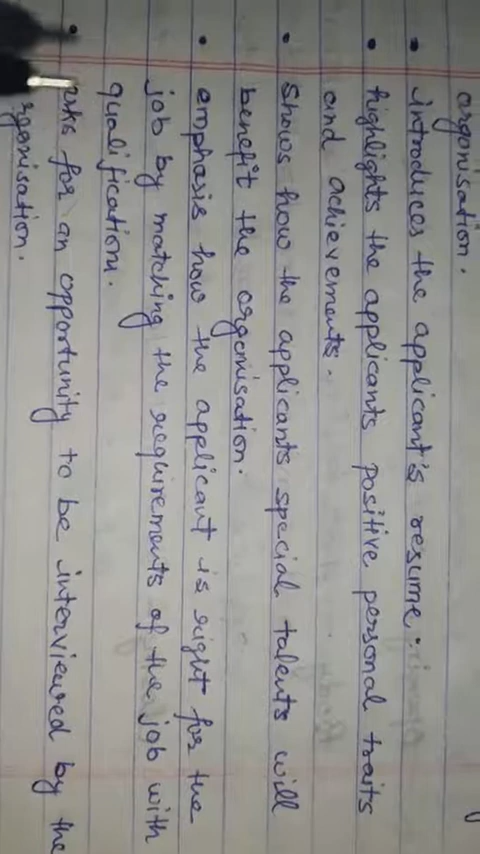 organisation.
• introduces the applicant's resume.
• highlights the applicants positive personal traits
and achievements.
• shows how the applicants special talents will
benefit the organisation.
• emphasis how the applicant is right for the
job by matching the requirements of the job with
qualification.
• asks for an opportunity to be interviewed by the
organisation.